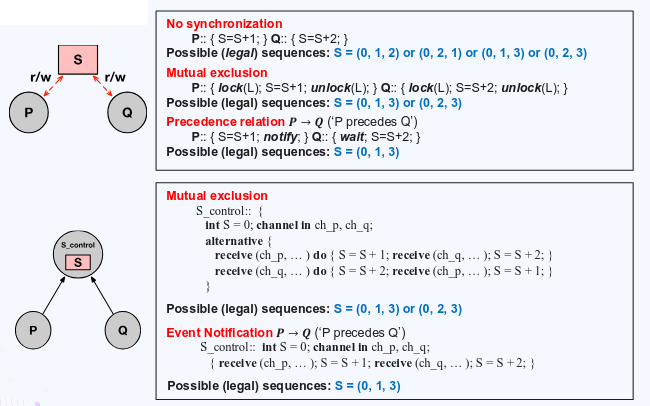 No synchronization
P:: { S=S+1; } Q:: { S=S+2; }
Possible (legal) sequences: S = (0, 1, 2) or (0, 2, 1) or (0, 1, 3) or (0, 2, 3)
Mutual exclusion
P:: { lock(L); S=S+1; unlock(L); } Q:: { lock(L); S=S+2; unlock(L); }
Possible (legal) sequences: S = (0, 1, 3) or (0, 2, 3)
Precedence relation P → Q (‘P precedes Q’)
P:: { S=S+1; notify; } Q:: { wait; S=S+2; }
Possible (legal) sequences: S = (0, 1, 3)
S
r/w
r/w
P
Q
Mutual exclusion
S_control:: {
int S = 0; channel in ch_p, ch_q;
alternative {
receive (ch_p, … ) do { S = S + 1; receive (ch_q, … ); S = S + 2; }
receive (ch_q, … ) do { S = S + 2; receive (ch_p, … ); S = S + 1; }
}
Possible (legal) sequences: S = (0, 1, 3) or (0, 2, 3)
Event Notification P → Q (‘P precedes Q’)
S_control:: int S = 0; channel in ch_p, ch_q;
{ receive (ch_p, … ); S = S + 1; receive (ch_q, … ); S = S + 2; }
Possible (legal) sequences: S = (0, 1, 3)
S_control
S
P
Q